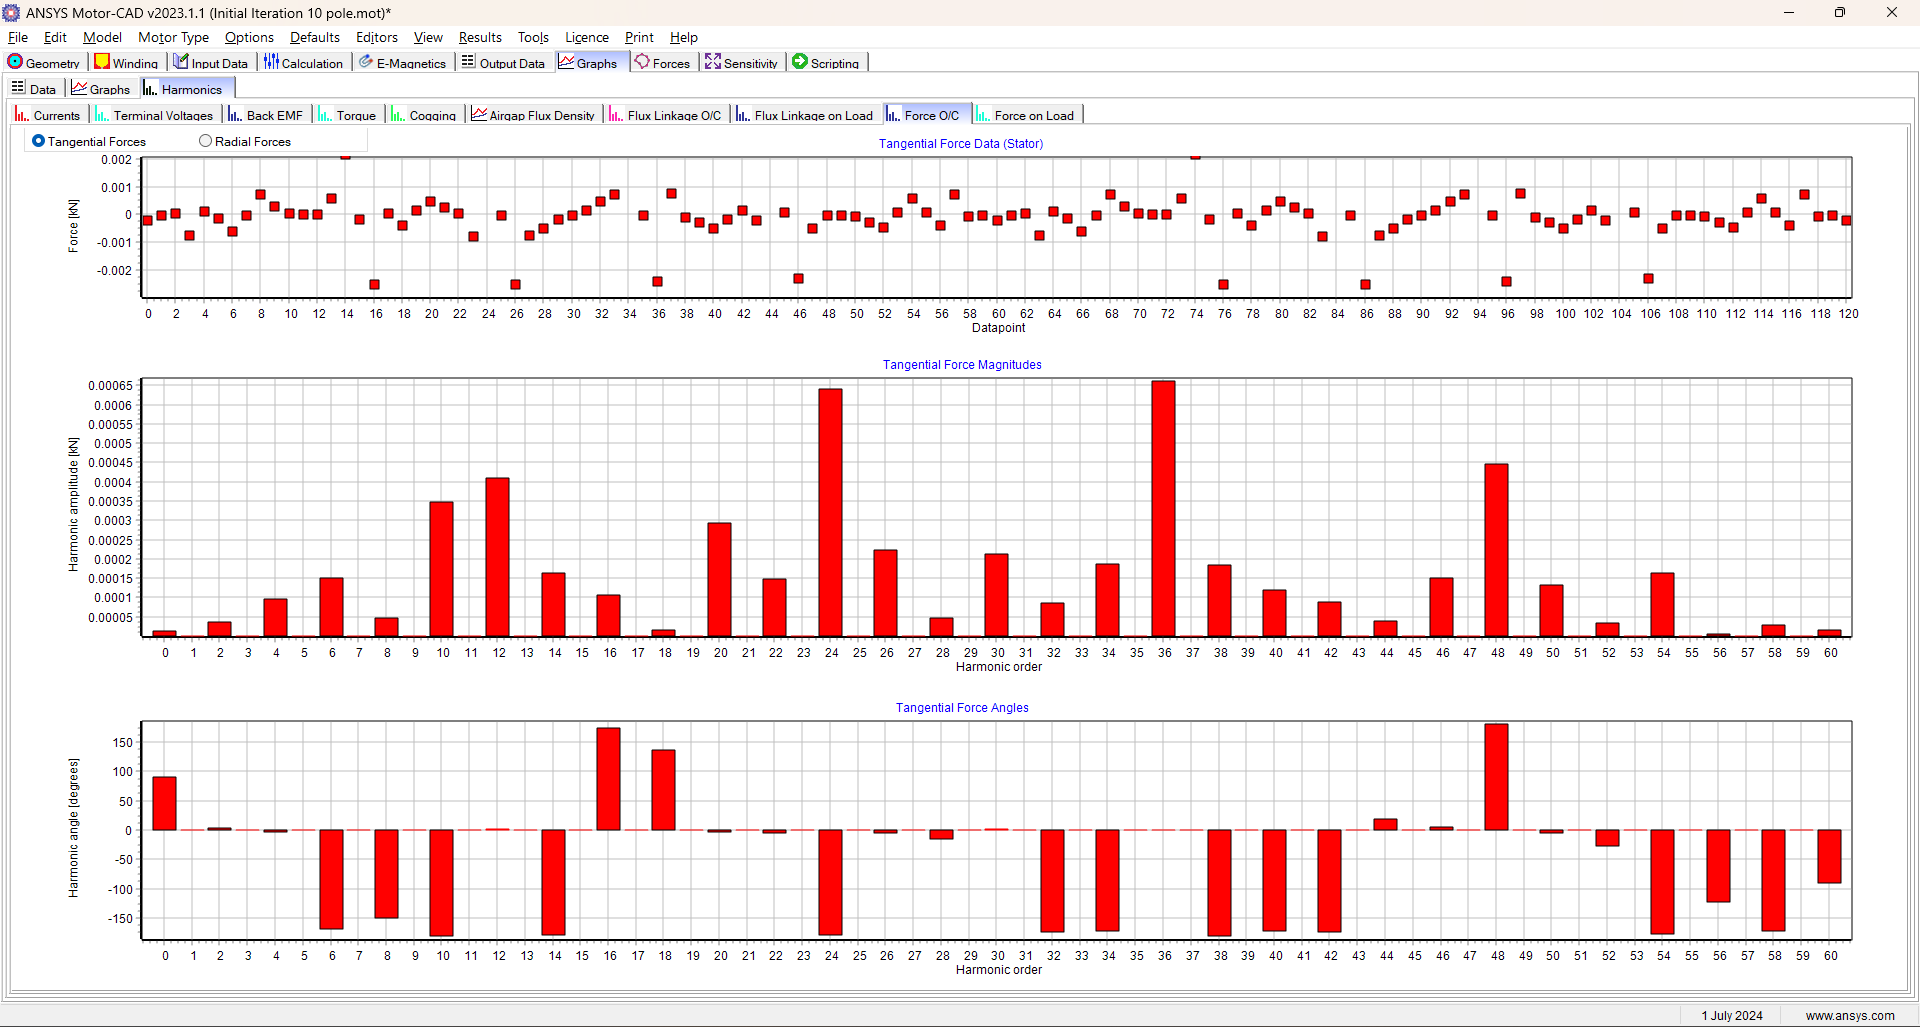 ANSYS Motor-CAD v2023.1.1 (Initial Iteration 10 pole.mot)*
File Edit Model Motor Type Options Defaults Editors View Results Tools Licence Print Help
Geometry Winding Input Data Calculation E-Magnetics Output Data Graphs Forces Sensitivity Scripting
Data Graphs Harmonics
Currents Terminal Voltages Back EMF Torque Cogging Airgap Flux Density Flux Linkage O/C Flux Linkage on Load Force O/C Force on Load
Tangential Forces Radial Forces
Tangential Force Data (Stator)
Force [kN]
0.002
0.001
0
-0.001
-0.002
0 2 4 6 8 10 12 14 16 18 20 22 24 26 28 30 32 34 36 38 40 42 44 46 48 50 52 54 56 58 60 62 64 66 68 70 72 74 76 78 80 82 84 86 88 90 92 94 96 98 100 102 104 106 108 110 112 114 116 118 120
Datapoint
Tangential Force Magnitudes
Harmonic amplitude [kN]
0.00065
0.0006
0.00055
0.0005
0.00045
0.0004
0.00035
0.0003
0.00025
0.0002
0.00015
0.0001
0.00005
0 1 2 3 4 5 6 7 8 9 10 11 12 13 14 15 16 17 18 19 20 21 22 23 24 25 26 27 28 29 30 31 32 33 34 35 36 37 38 39 40 41 42 43 44 45 46 47 48 49 50 51 52 53 54 55 56 57 58 59 60
Harmonic order
Tangential Force Angles
Harmonic angle [degrees]
150
100
50
0
-50
-100
-150
0 1 2 3 4 5 6 7 8 9 10 11 12 13 14 15 16 17 18 19 20 21 22 23 24 25 26 27 28 29 30 31 32 33 34 35 36 37 38 39 40 41 42 43 44 45 46 47 48 49 50 51 52 53 54 55 56 57 58 59 60
Harmonic order
1 July 2024 www.ansys.com